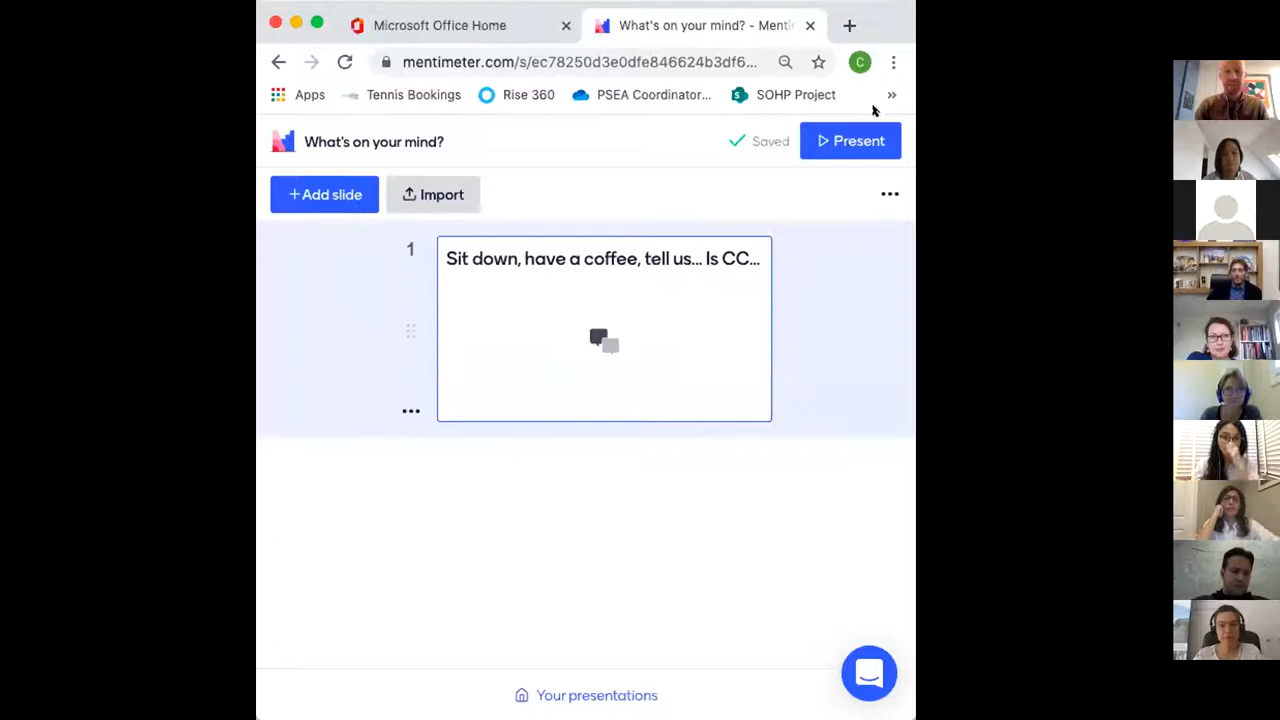 Microsoft Office Home
What's on your mind? - Menti
mentimeter.com/s/ec78250d3e0dfe846624b3df6...
C
Apps
Tennis Bookings
Rise 360
PSEA Coordinator...
SOHP Project
What's on your mind?
Saved
Present
+ Add slide
Import
1
Sit down, have a coffee, tell us... Is CC...
Your presentations